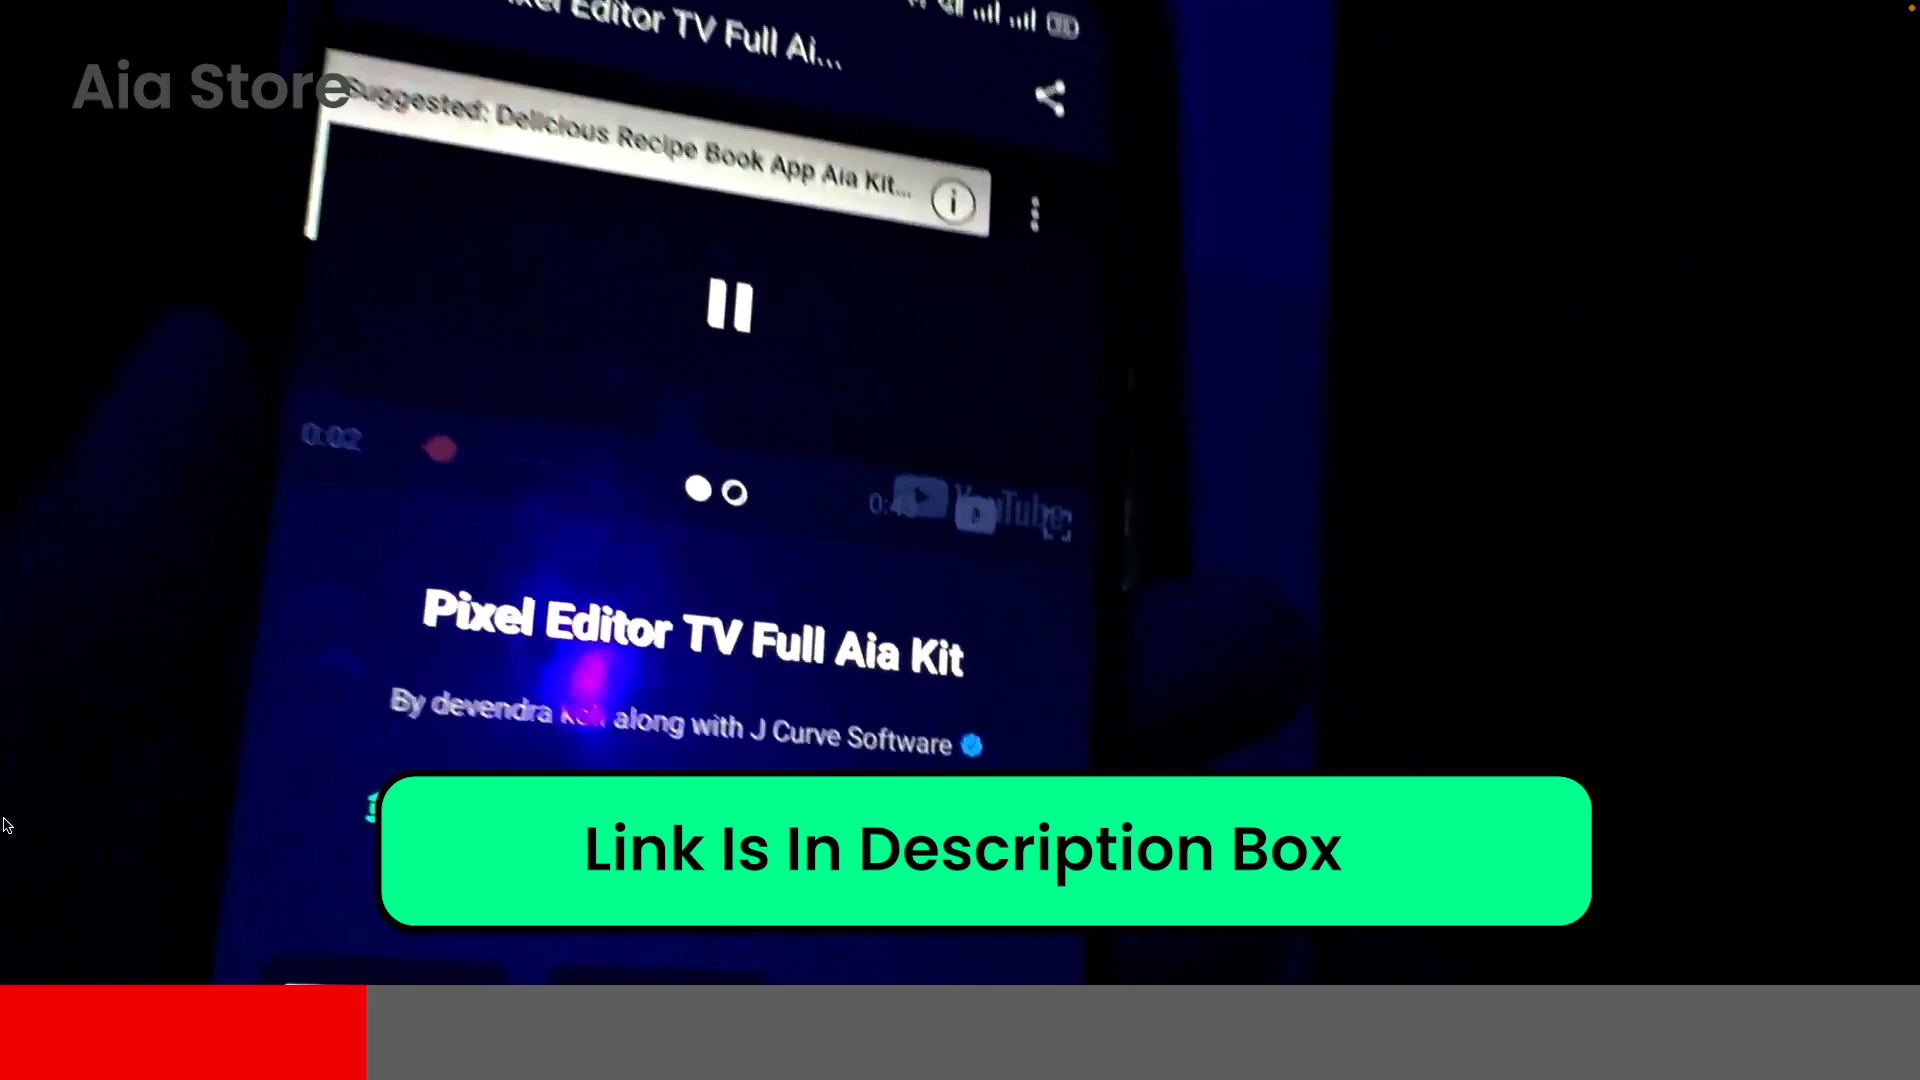 Editor TV Full Ai...
Aia Store
Suggested: Delicious Recipe Book App Aia Kit...
0:02
YouTube
Pixel Editor TV Full Aia Kit
By devendra along with J Curve Software
Link Is In Description Box